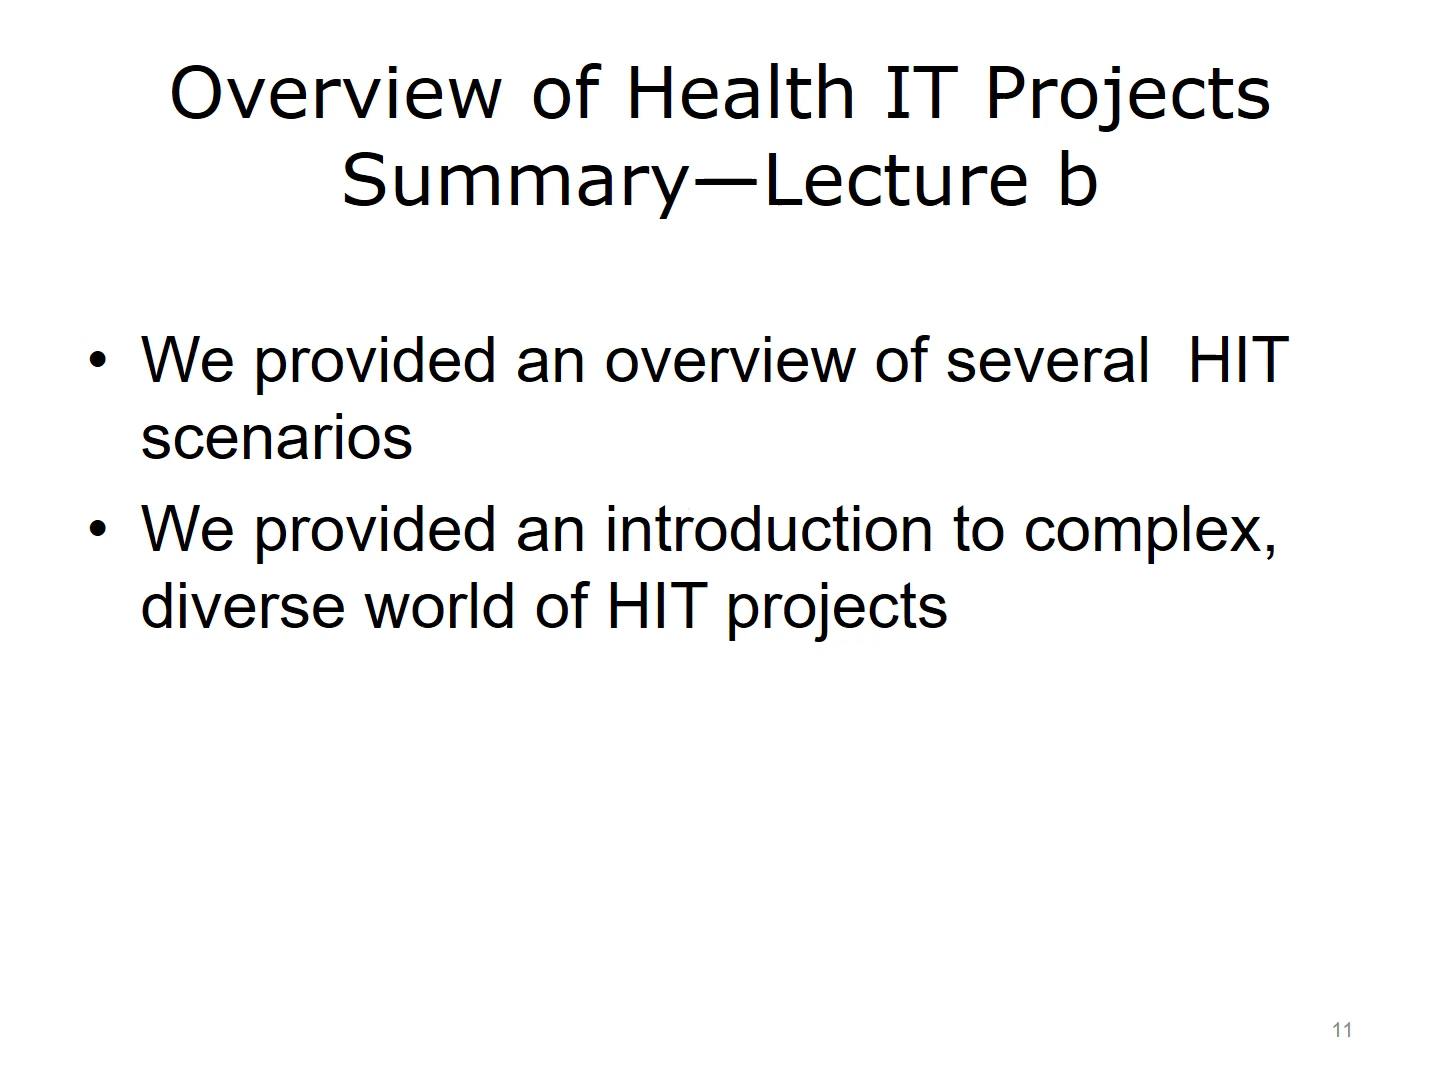 Overview of Health IT Projects
Summary—Lecture b
• We provided an overview of several  HIT
scenarios
• We provided an introduction to complex,
diverse world of HIT projects
11